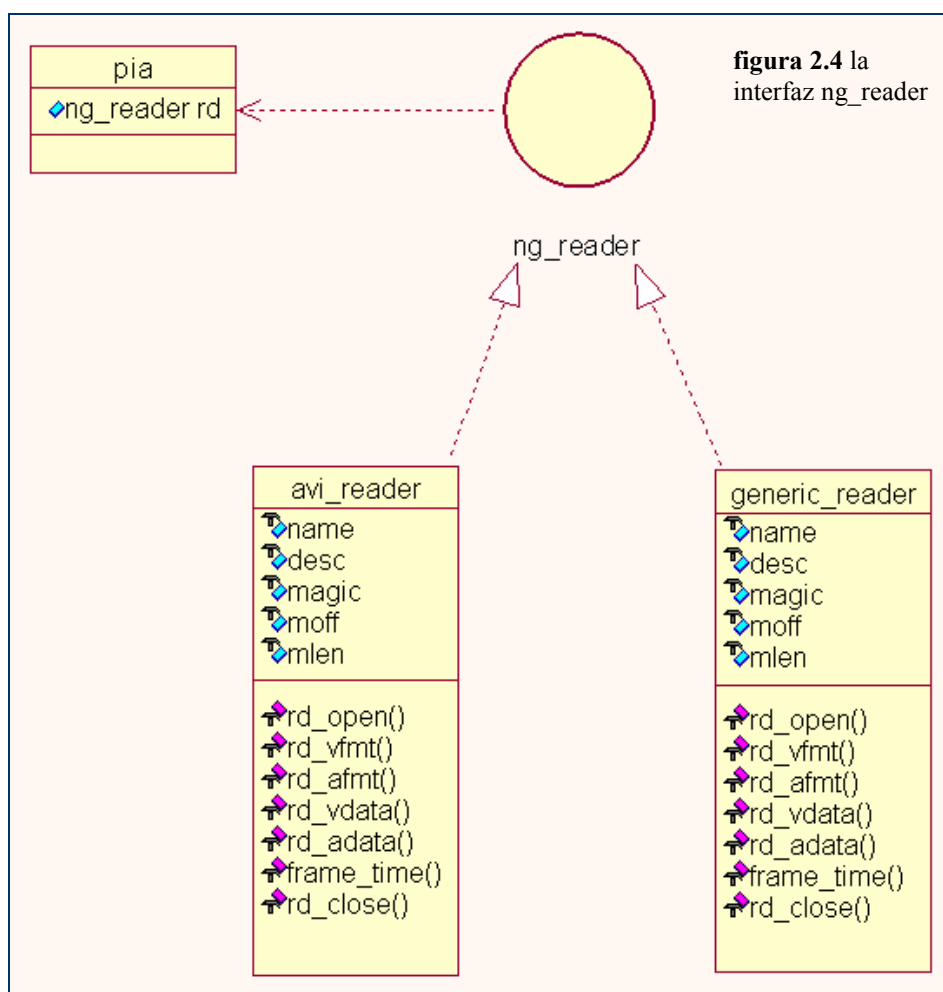 pia
ng_reader rd
figura 2.4 la
interfaz ng_reader
ng_reader
avi_reader
name
desc
magic
moff
mlen
rd_open()
rd_vfmt()
rd_afmt()
rd_vdata()
rd_adata()
frame_time()
rd_close()
generic_reader
name
desc
magic
moff
mlen
rd_open()
rd_vfmt()
rd_afmt()
rd_vdata()
rd_adata()
frame_time()
rd_close()